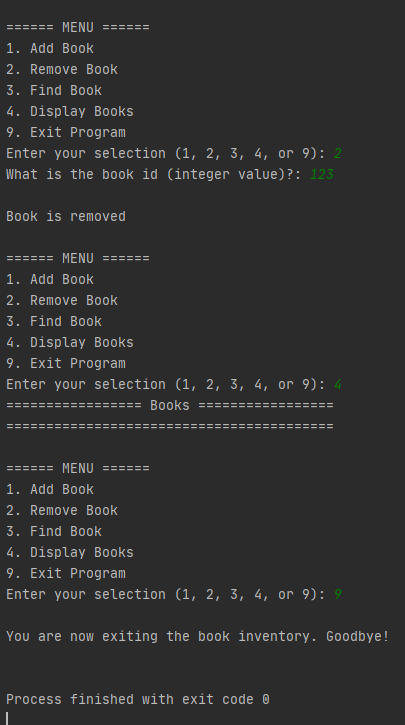 ====== MENU ======
1. Add Book
2. Remove Book
3. Find Book
4. Display Books
9. Exit Program
Enter your selection (1, 2, 3, 4, or 9): 2
What is the book id (integer value)?: 123
Book is removed
====== MENU ======
1. Add Book
2. Remove Book
3. Find Book
4. Display Books
9. Exit Program
Enter your selection (1, 2, 3, 4, or 9): 4
================= Books =================
=========================================
====== MENU ======
1. Add Book
2. Remove Book
3. Find Book
4. Display Books
9. Exit Program
Enter your selection (1, 2, 3, 4, or 9): 9
You are now exiting the book inventory. Goodbye!
Process finished with exit code 0